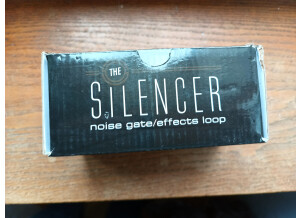 THE
SiLENCER
noise gate/effects loop